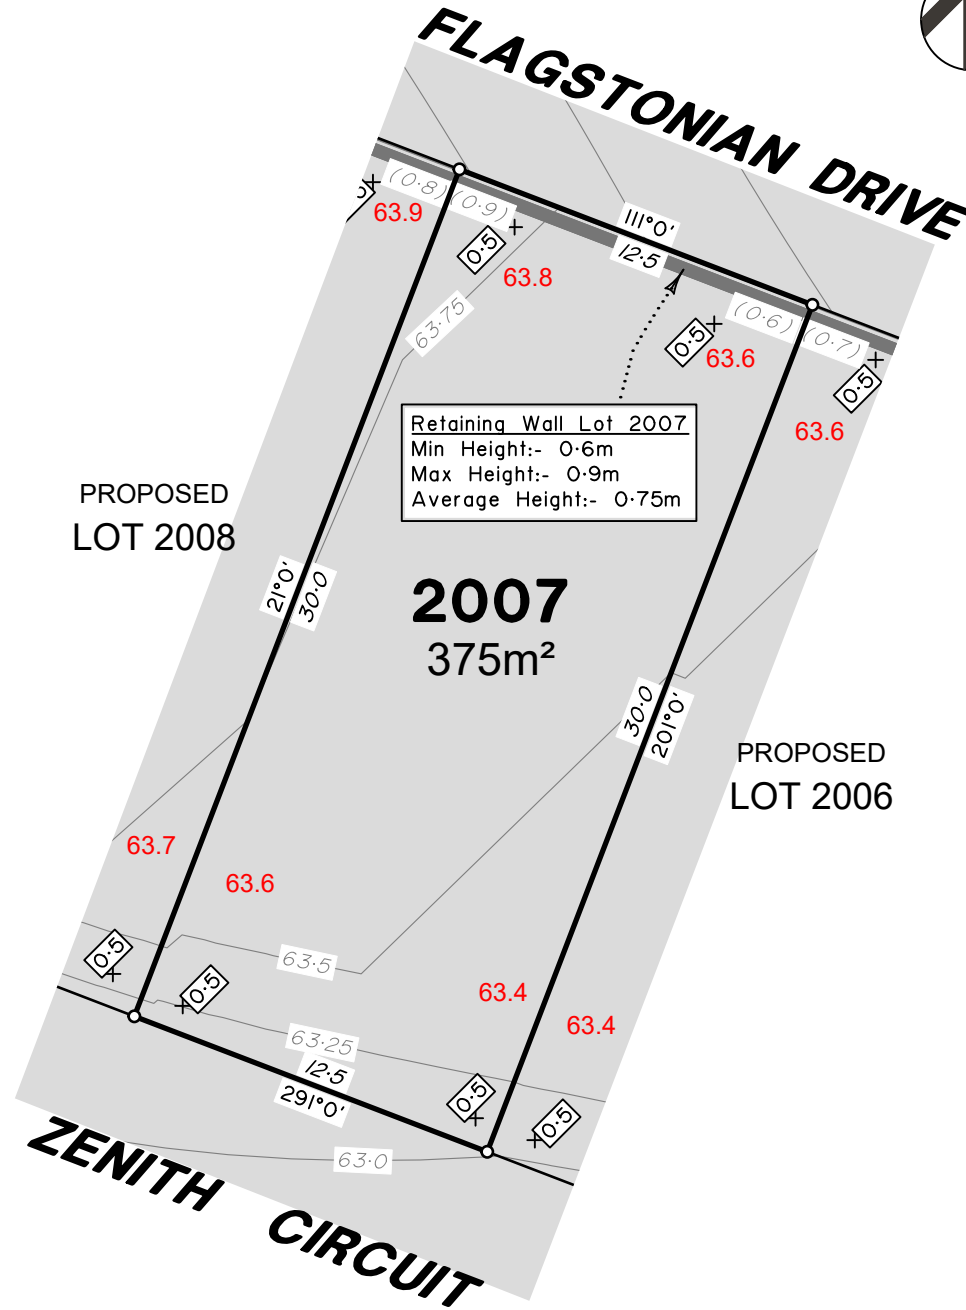 FLAGSTONIAN DRIVE
(0·8)
(0·9)
63.9
0·5
63.8
111°0'
12·5
63·75
(0·6)
(0·7)
0·5
63.6
0·5
63.6
Retaining Wall Lot 2007
Min Height:- 0·6m
Max Height:- 0·9m
Average Height:- 0·75m
PROPOSED
LOT 2008
21°0'
30·0
2007
375m²
30·0
201°0'
PROPOSED
LOT 2006
63.7
63.6
0·5
0·5
63·5
63.4
63.4
63·25
12·5
291°0'
0·5
0·5
63·0
ZENITH CIRCUIT